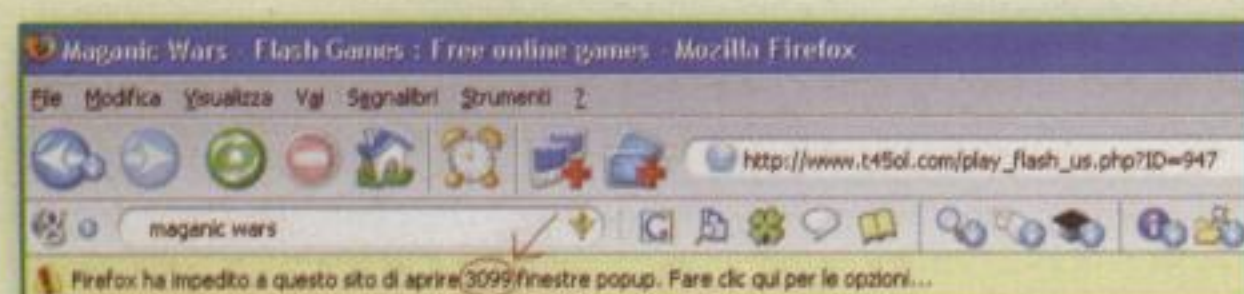 Maganic Wars - Flash Games : Free online games - Mozilla Firefox
File Modifica Visualizza Vai Segnalibri Strumenti ?
http://www.t45ol.com/play_flash_us.php?ID=947
maganic wars G
Firefox ha impedito a questo sito di aprire 3099 finestre popup. Fare clic qui per le opzioni...